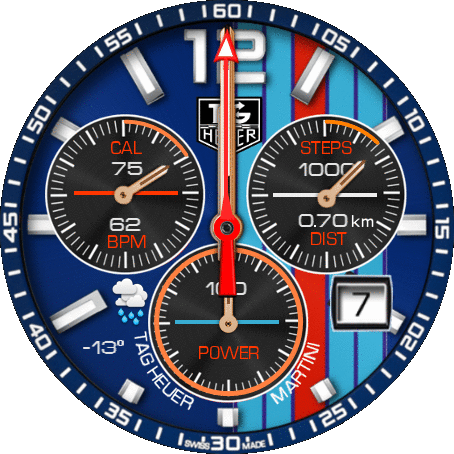 60
55
05
50
10
45
15
40
20
35
25
30
SWISS
MADE
12
TAG
HEUER
CAL
75
62
BPM
STEPS
1000
0.70 km
DIST
7
-13°
100
POWER
TAG HEUER
MARTINI